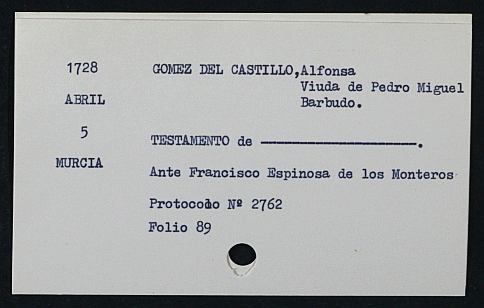 1728 GOMEZ DEL CASTILLO,Alfonsa
Viuda de Pedro Miguel
ABRIL Barbudo.
5 TESTAMENTO de ————————.
MURCIA
Ante Francisco Espinosa de los Monteros
Protocolo Nº 2762
Folio 89